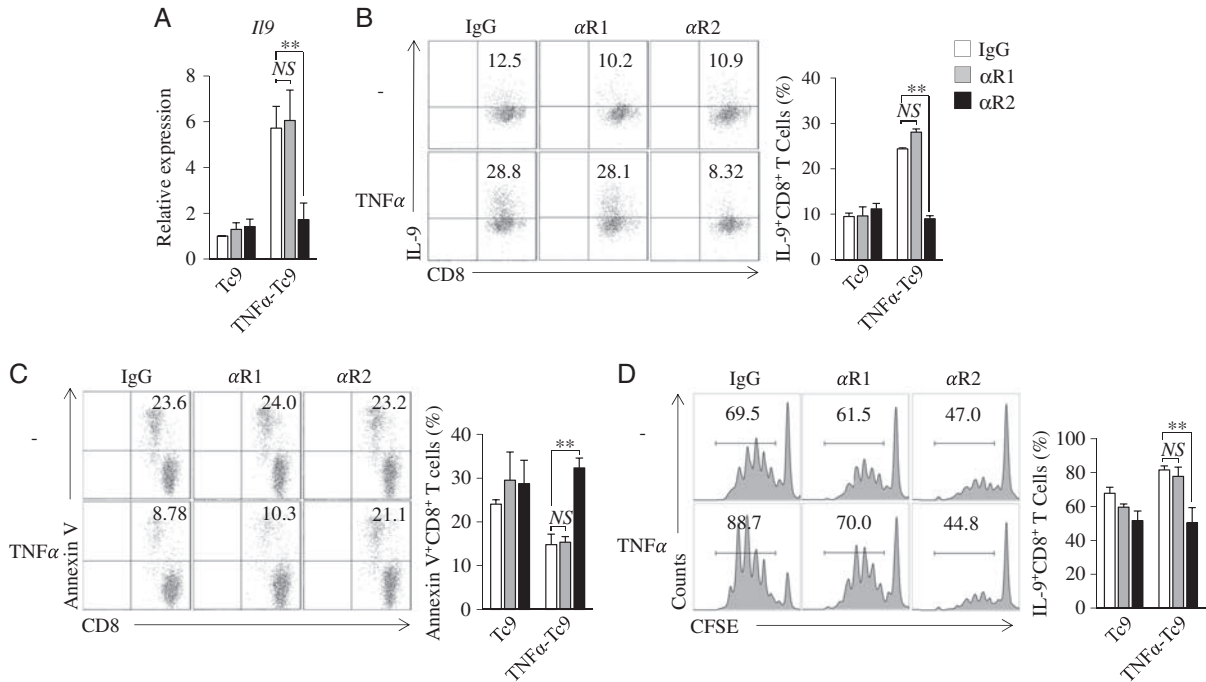 A
Il9
**
NS
Relative expression
8
6
4
2
0
Tc9
TNFα-Tc9
B
IgG
αR1
αR2
-
12.5
10.2
10.9
TNFα
28.8
28.1
8.32
IL-9
CD8
IL-9+CD8+ T Cells (%)
40
30
20
10
0
**
NS
Tc9
TNFα-Tc9
IgG
αR1
αR2
C
IgG
αR1
αR2
-
23.6
24.0
23.2
TNFα
8.78
10.3
21.1
Annexin V
CD8
Annexin V+CD8+ T cells (%)
40
30
20
10
0
**
NS
Tc9
TNFα-Tc9
D
IgG
αR1
αR2
-
69.5
61.5
47.0
TNFα
88.7
70.0
44.8
Counts
CFSE
IL-9+CD8+ T Cells (%)
100
80
60
40
20
0
**
NS
Tc9
TNFα-Tc9